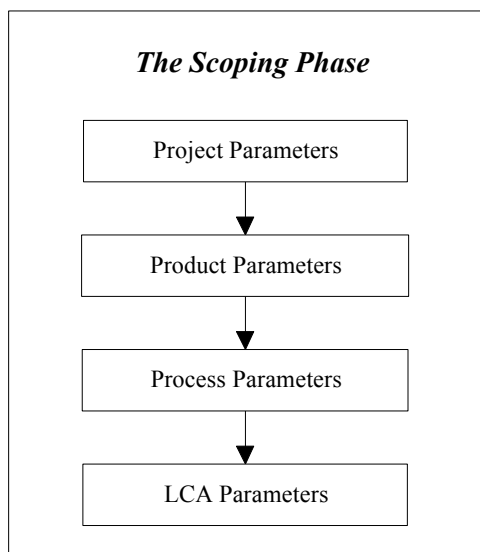 The Scoping Phase
Project Parameters
Product Parameters
Process Parameters
LCA Parameters